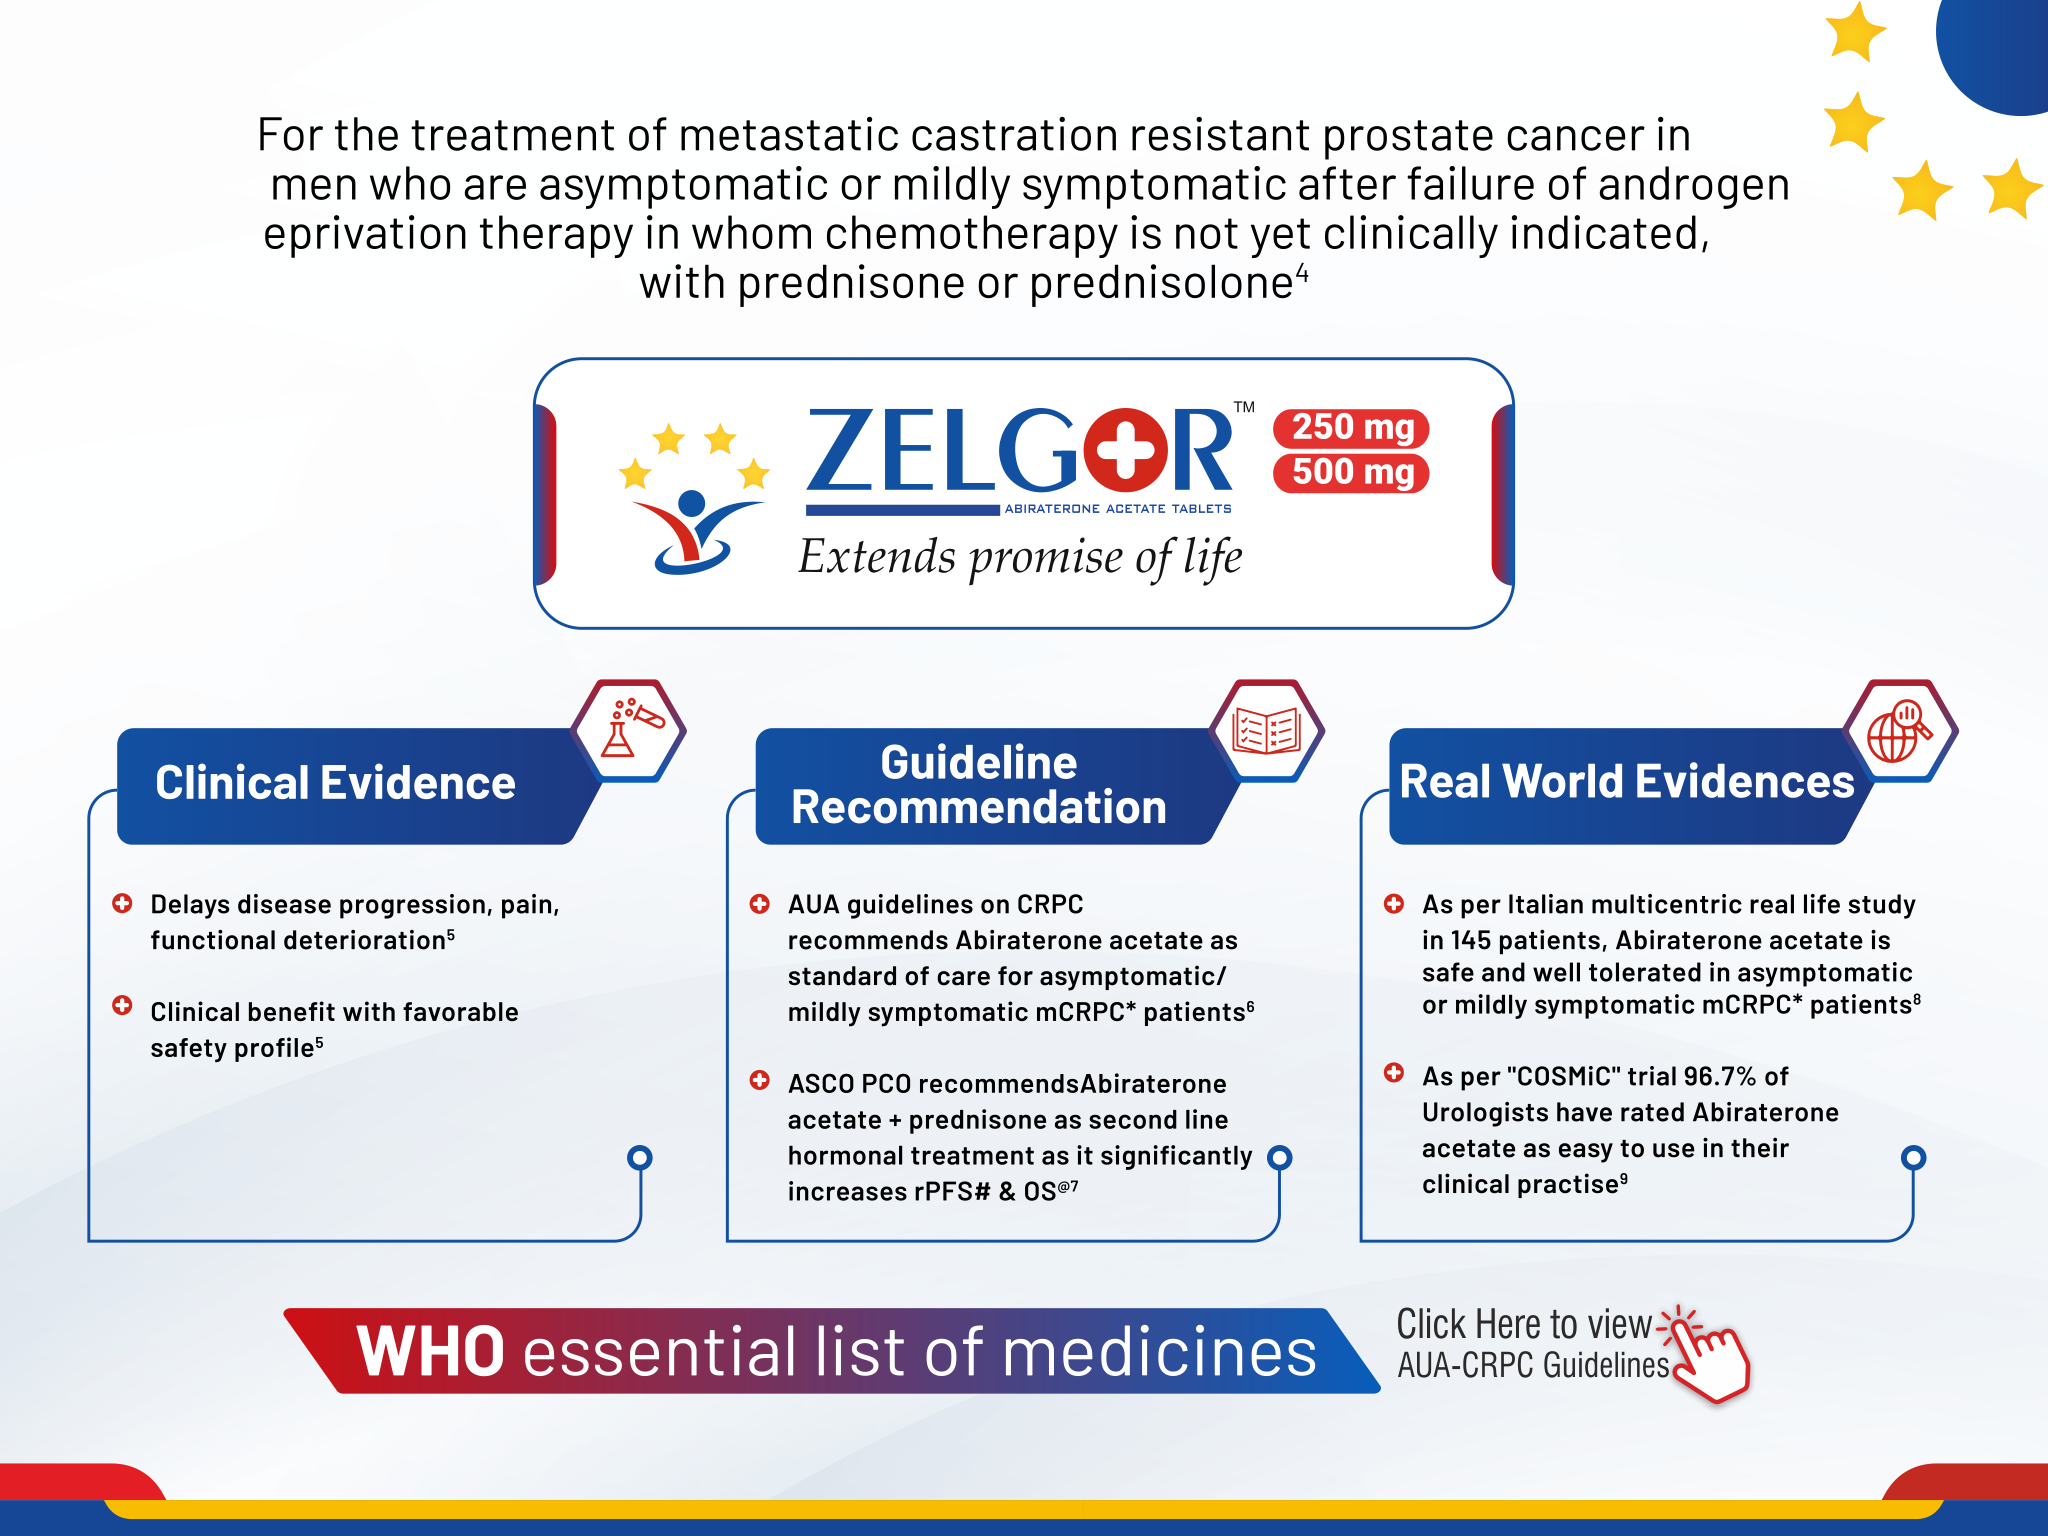 For the treatment of metastatic castration resistant prostate cancer in
men who are asymptomatic or mildly symptomatic after failure of androgen
eprivation therapy in whom chemotherapy is not yet clinically indicated,
with prednisone or prednisolone⁴
ZELGOR™
250 mg
500 mg
ABIRATERONE ACETATE TABLETS
Extends promise of life
Clinical Evidence
Delays disease progression, pain,
functional deterioration⁵
Clinical benefit with favorable
safety profile⁵
Guideline
Recommendation
AUA guidelines on CRPC
recommends Abiraterone acetate as
standard of care for asymptomatic/
mildly symptomatic mCRPC* patients⁶
ASCO PCO recommendsAbiraterone
acetate + prednisone as second line
hormonal treatment as it significantly
increases rPFS# & OS@⁷
Real World Evidences
As per Italian multicentric real life study
in 145 patients, Abiraterone acetate is
safe and well tolerated in asymptomatic
or mildly symptomatic mCRPC* patients⁸
As per "COSMiC" trial 96.7% of
Urologists have rated Abiraterone
acetate as easy to use in their
clinical practise⁹
WHO essential list of medicines
Click Here to view
AUA-CRPC Guidelines